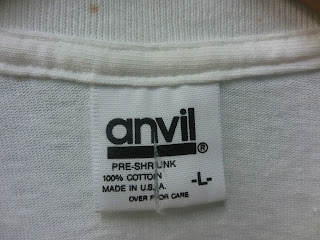 anvil®
PRE-SHRUNK
100% COTTON
MADE IN U.S.A. -L-
OVER FOR CARE